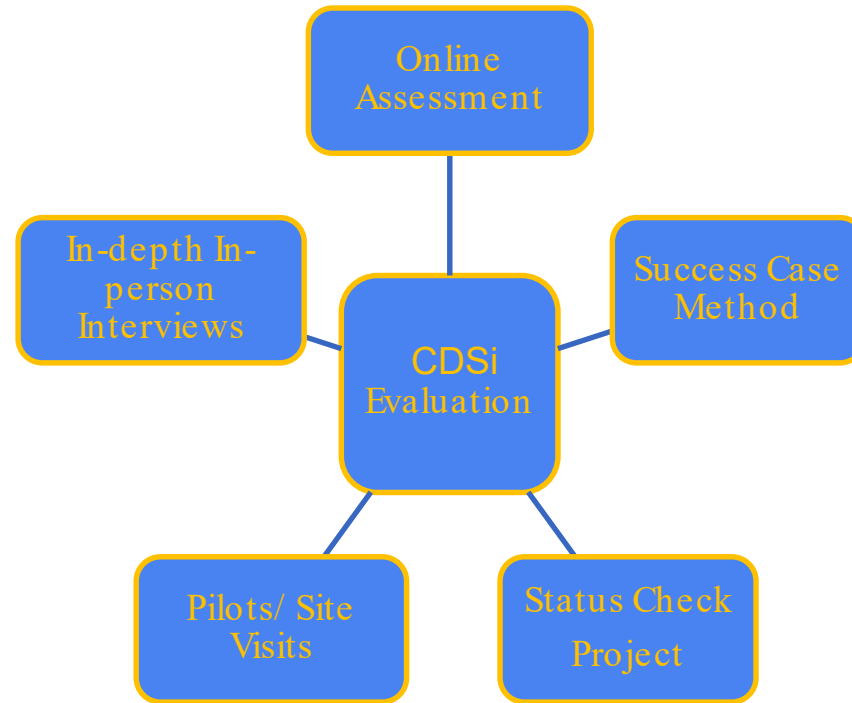 Online
Assessment
In-depth In-
person
Interviews
Success Case
Method
CDSi
Evaluation
Pilots/ Site
Visits
Status Check
Project